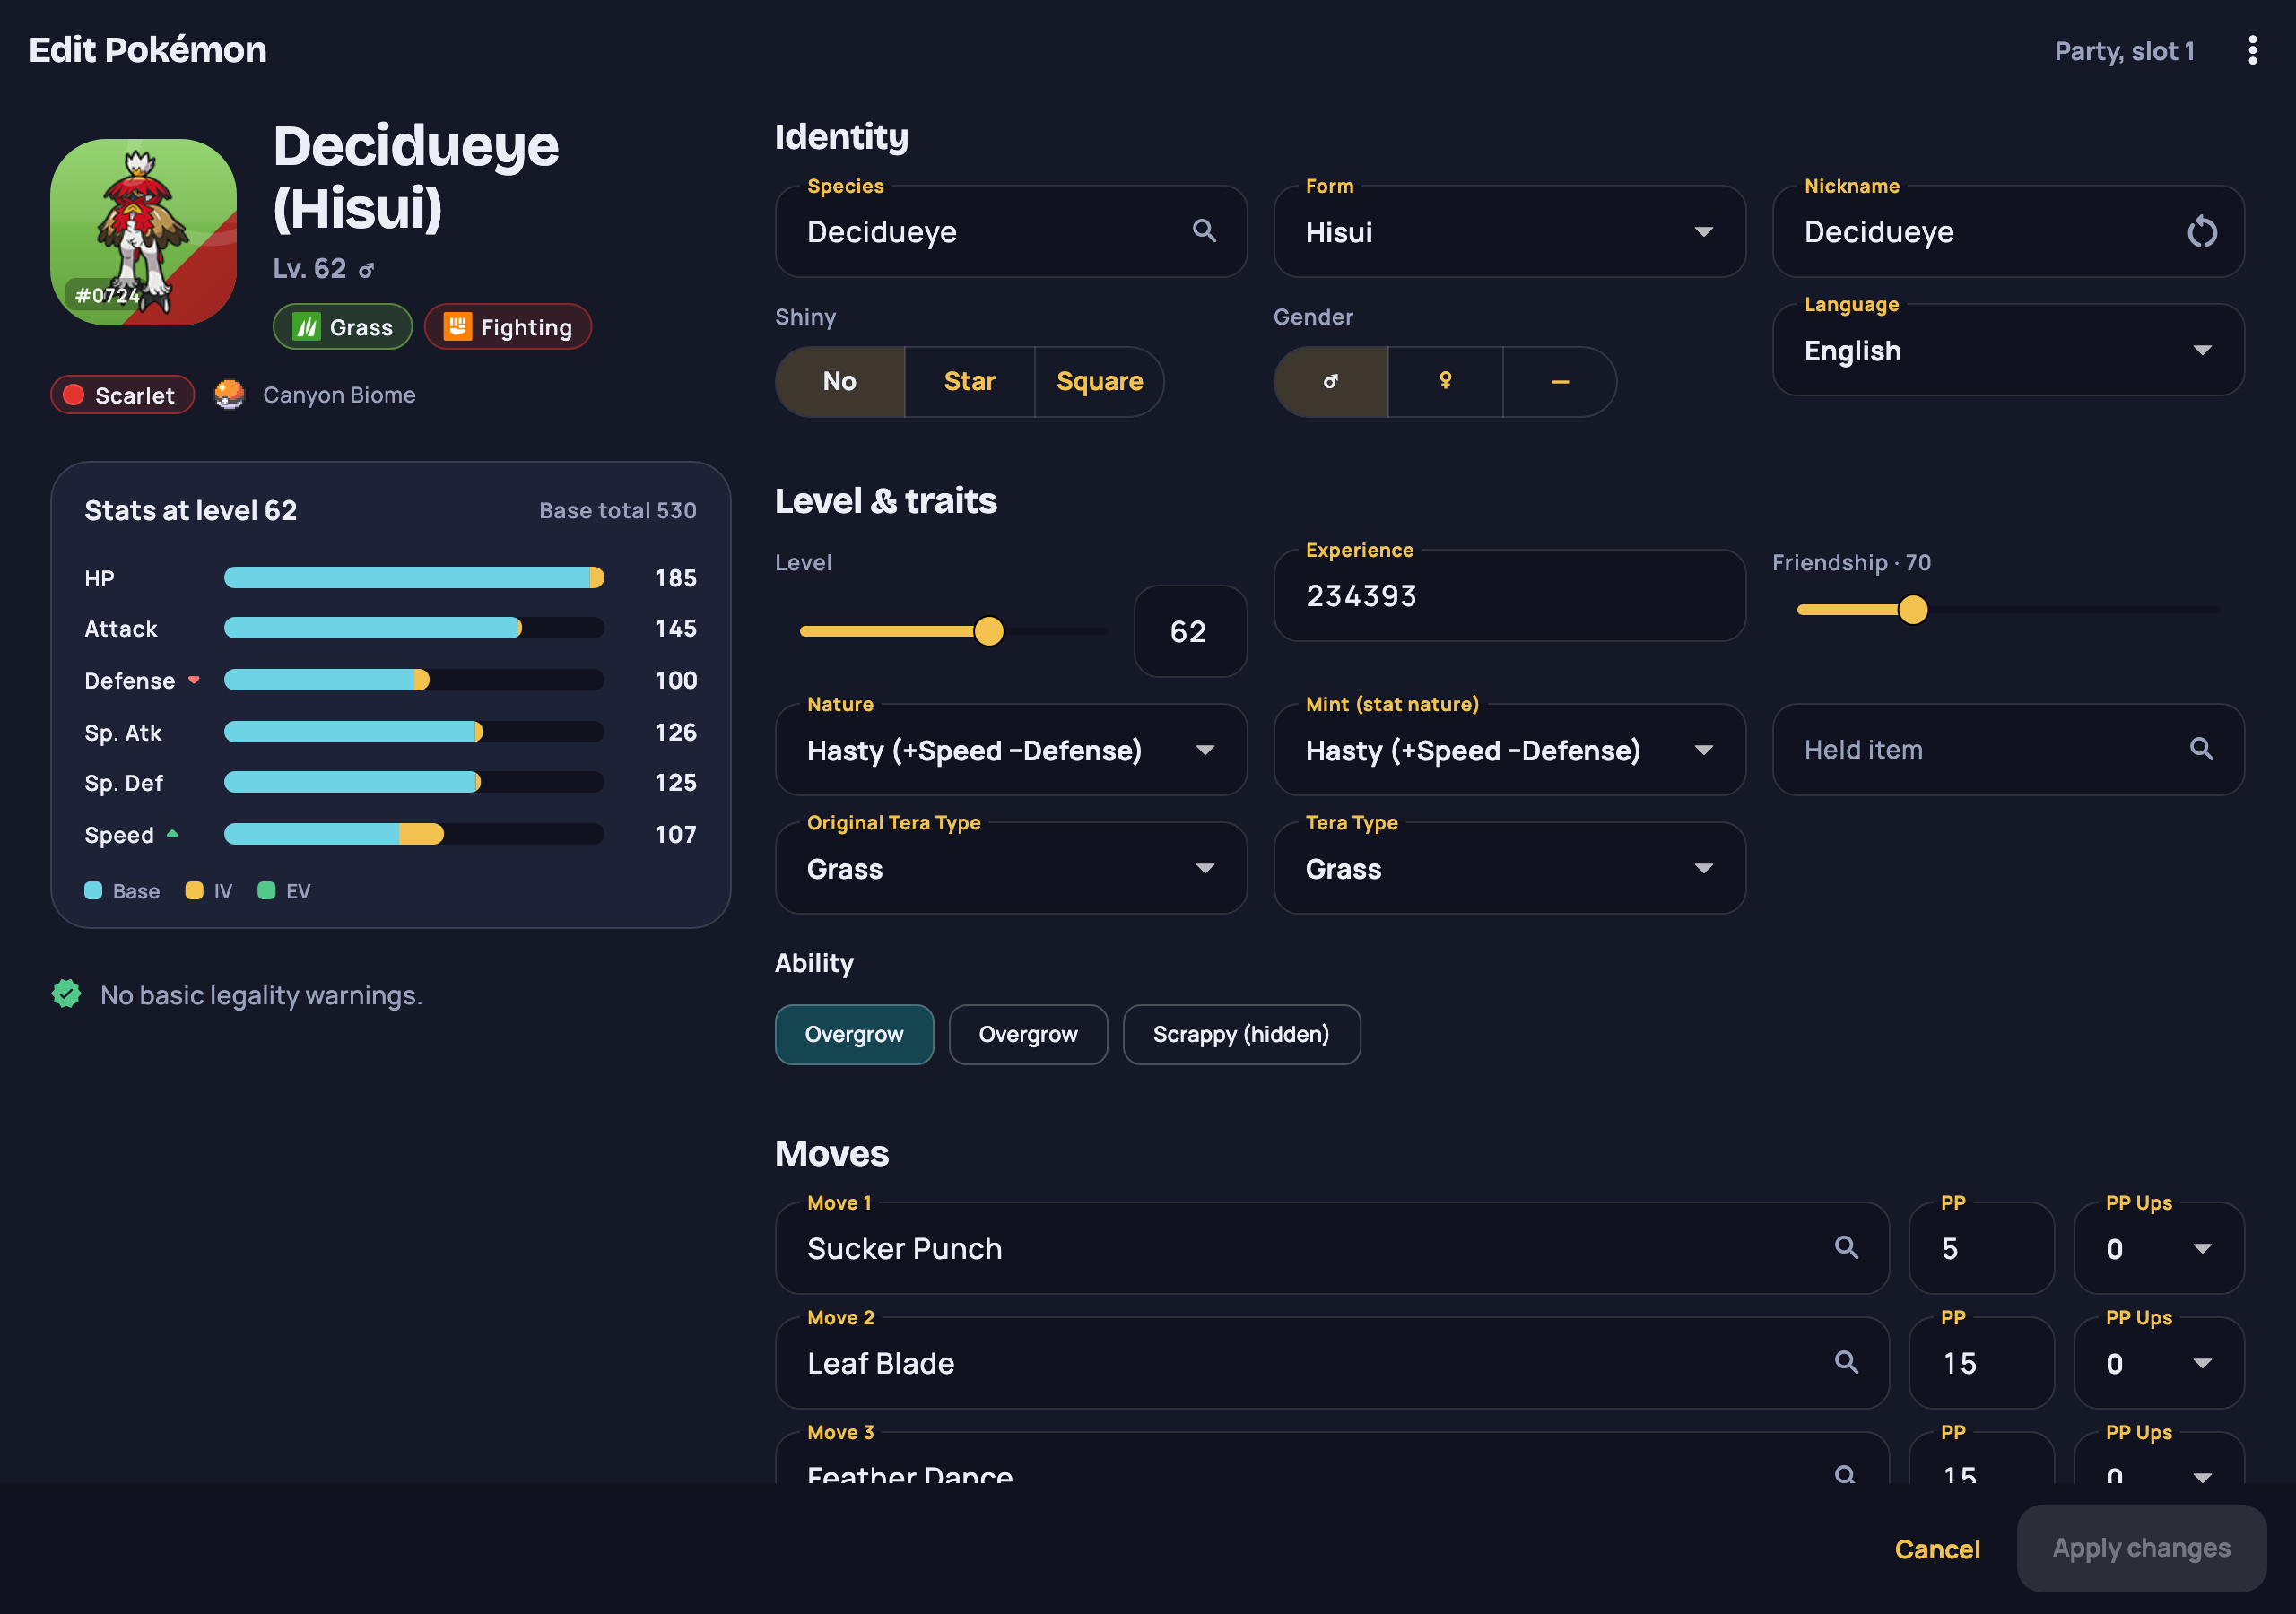 Edit Pokémon
Party, slot 1
Decidueye
(Hisui)
Lv. 62 ♂
#0724
Grass
Fighting
Scarlet
Canyon Biome
Stats at level 62
Base total 530
HP 185
Attack 145
Defense 100
Sp. Atk 126
Sp. Def 125
Speed 107
Base IV EV
No basic legality warnings.
Identity
Species
Decidueye
Form
Hisui
Nickname
Decidueye
Shiny
No Star Square
Gender
♂ ♀ –
Language
English
Level & traits
Level
62
Experience
234393
Friendship · 70
Nature
Hasty (+Speed −Defense)
Mint (stat nature)
Hasty (+Speed −Defense)
Held item
Original Tera Type
Grass
Tera Type
Grass
Ability
Overgrow
Overgrow
Scrappy (hidden)
Moves
Move 1
Sucker Punch
PP
5
PP Ups
0
Move 2
Leaf Blade
PP
15
PP Ups
0
Move 3
Feather Dance
PP
15
PP Ups
0
Cancel
Apply changes